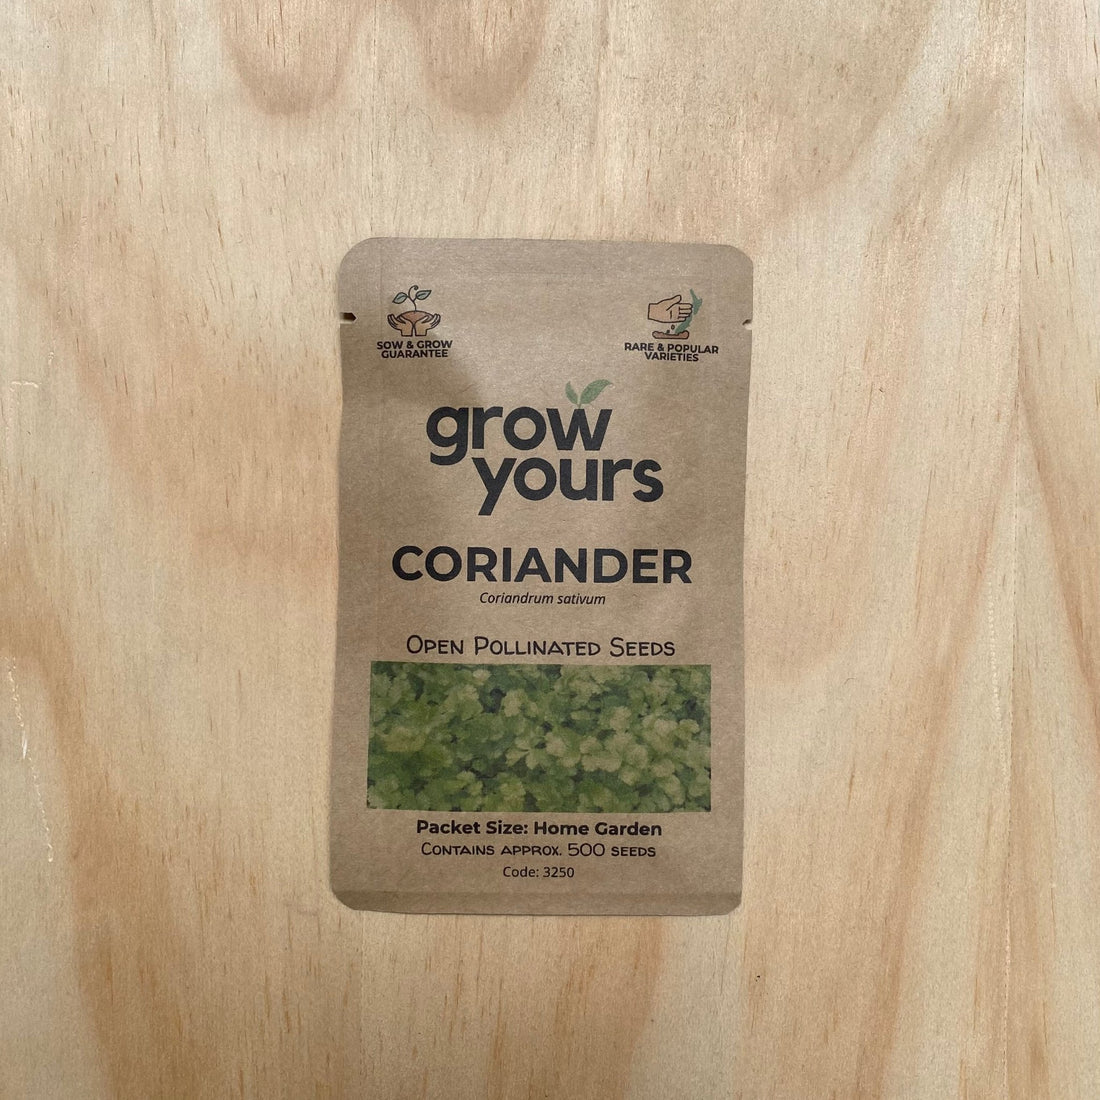 SOW & GROW
GUARANTEE
RARE & POPULAR
VARIETIES
grow
yours
CORIANDER
Coriandrum sativum
OPEN POLLINATED SEEDS
Packet Size: Home Garden
CONTAINS APPROX. 500 SEEDS
Code: 3250